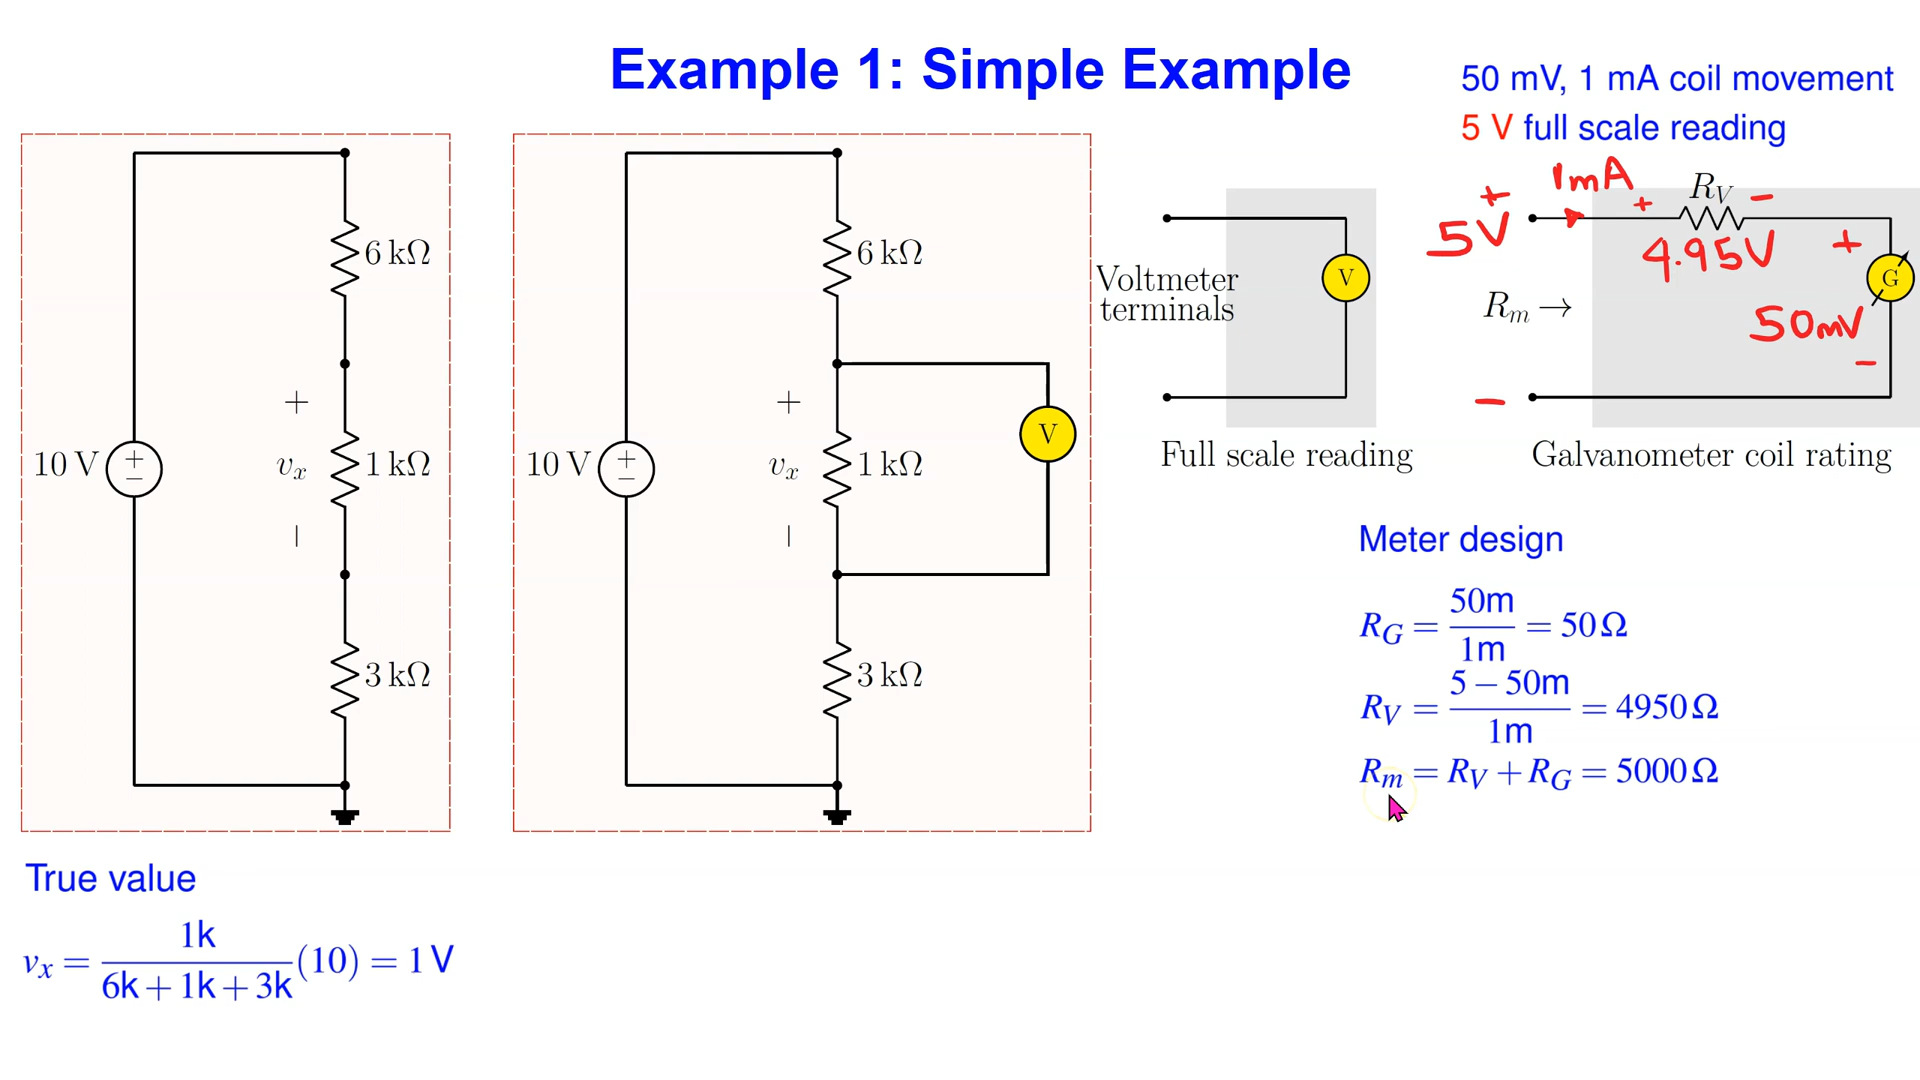 Example 1: Simple Example
50 mV, 1 mA coil movement
5 V full scale reading
10 V
+
−
6 kΩ
+
v_x
1 kΩ
−
3 kΩ
10 V
+
−
6 kΩ
+
v_x
1 kΩ
−
3 kΩ
V
Voltmeter
terminals
V
Full scale reading
1mA
R_V
+
+
−
5V
4.95V
+
G
R_m →
50mV
−
−
Galvanometer coil rating
Meter design
R_G = 50m / 1m = 50 Ω
R_V = 5 − 50m / 1m = 4950 Ω
R_m = R_V + R_G = 5000 Ω
True value
v_x = 1k / 6k + 1k + 3k (10) = 1 V